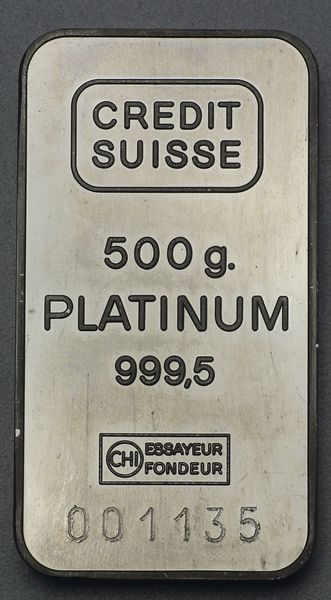 CREDIT
SUISSE
500 g.
PLATINUM
999,5
CHI ESSAYEUR
FONDEUR
001135